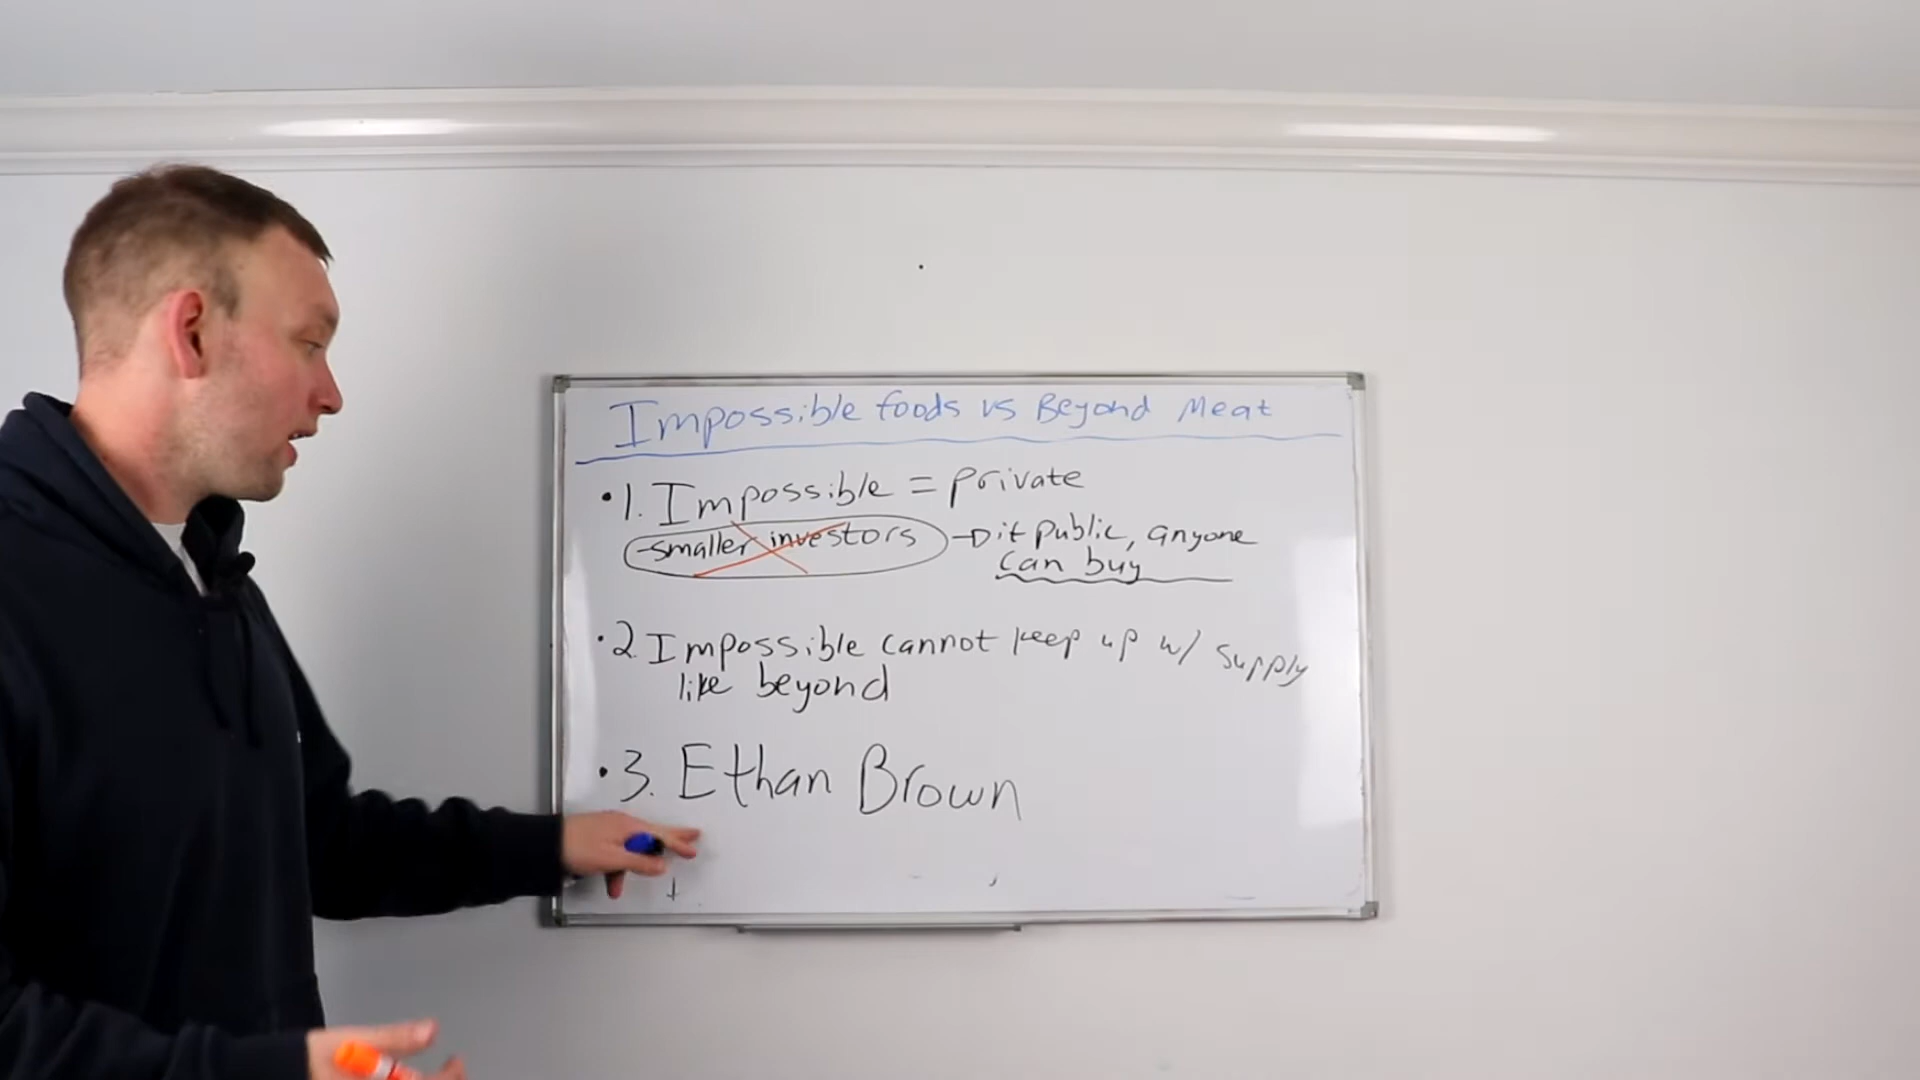 Impossible foods vs Beyond Meat
• 1. Impossible = private
-smaller investors → if public, anyone
can buy
• 2. Impossible cannot keep up w/ supply
like beyond
• 3. Ethan Brown